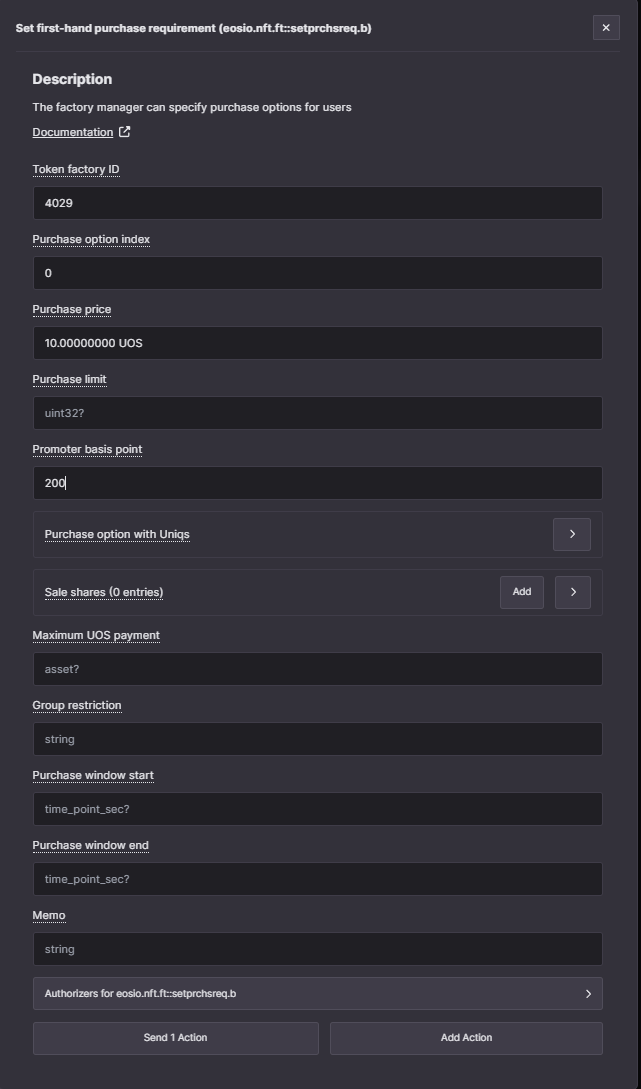 Set first-hand purchase requirement (eosio.nft.ft::setprchsreq.b)
Description
The factory manager can specify purchase options for users
Documentation
Token factory ID
4029
Purchase option index
0
Purchase price
10.00000000 UOS
Purchase limit
uint32?
Promoter basis point
200
Purchase option with Uniqs
Sale shares (0 entries) Add
Maximum UOS payment
asset?
Group restriction
string
Purchase window start
time_point_sec?
Purchase window end
time_point_sec?
Memo
string
Authorizers for eosio.nft.ft::setprchsreq.b
Send 1 Action Add Action